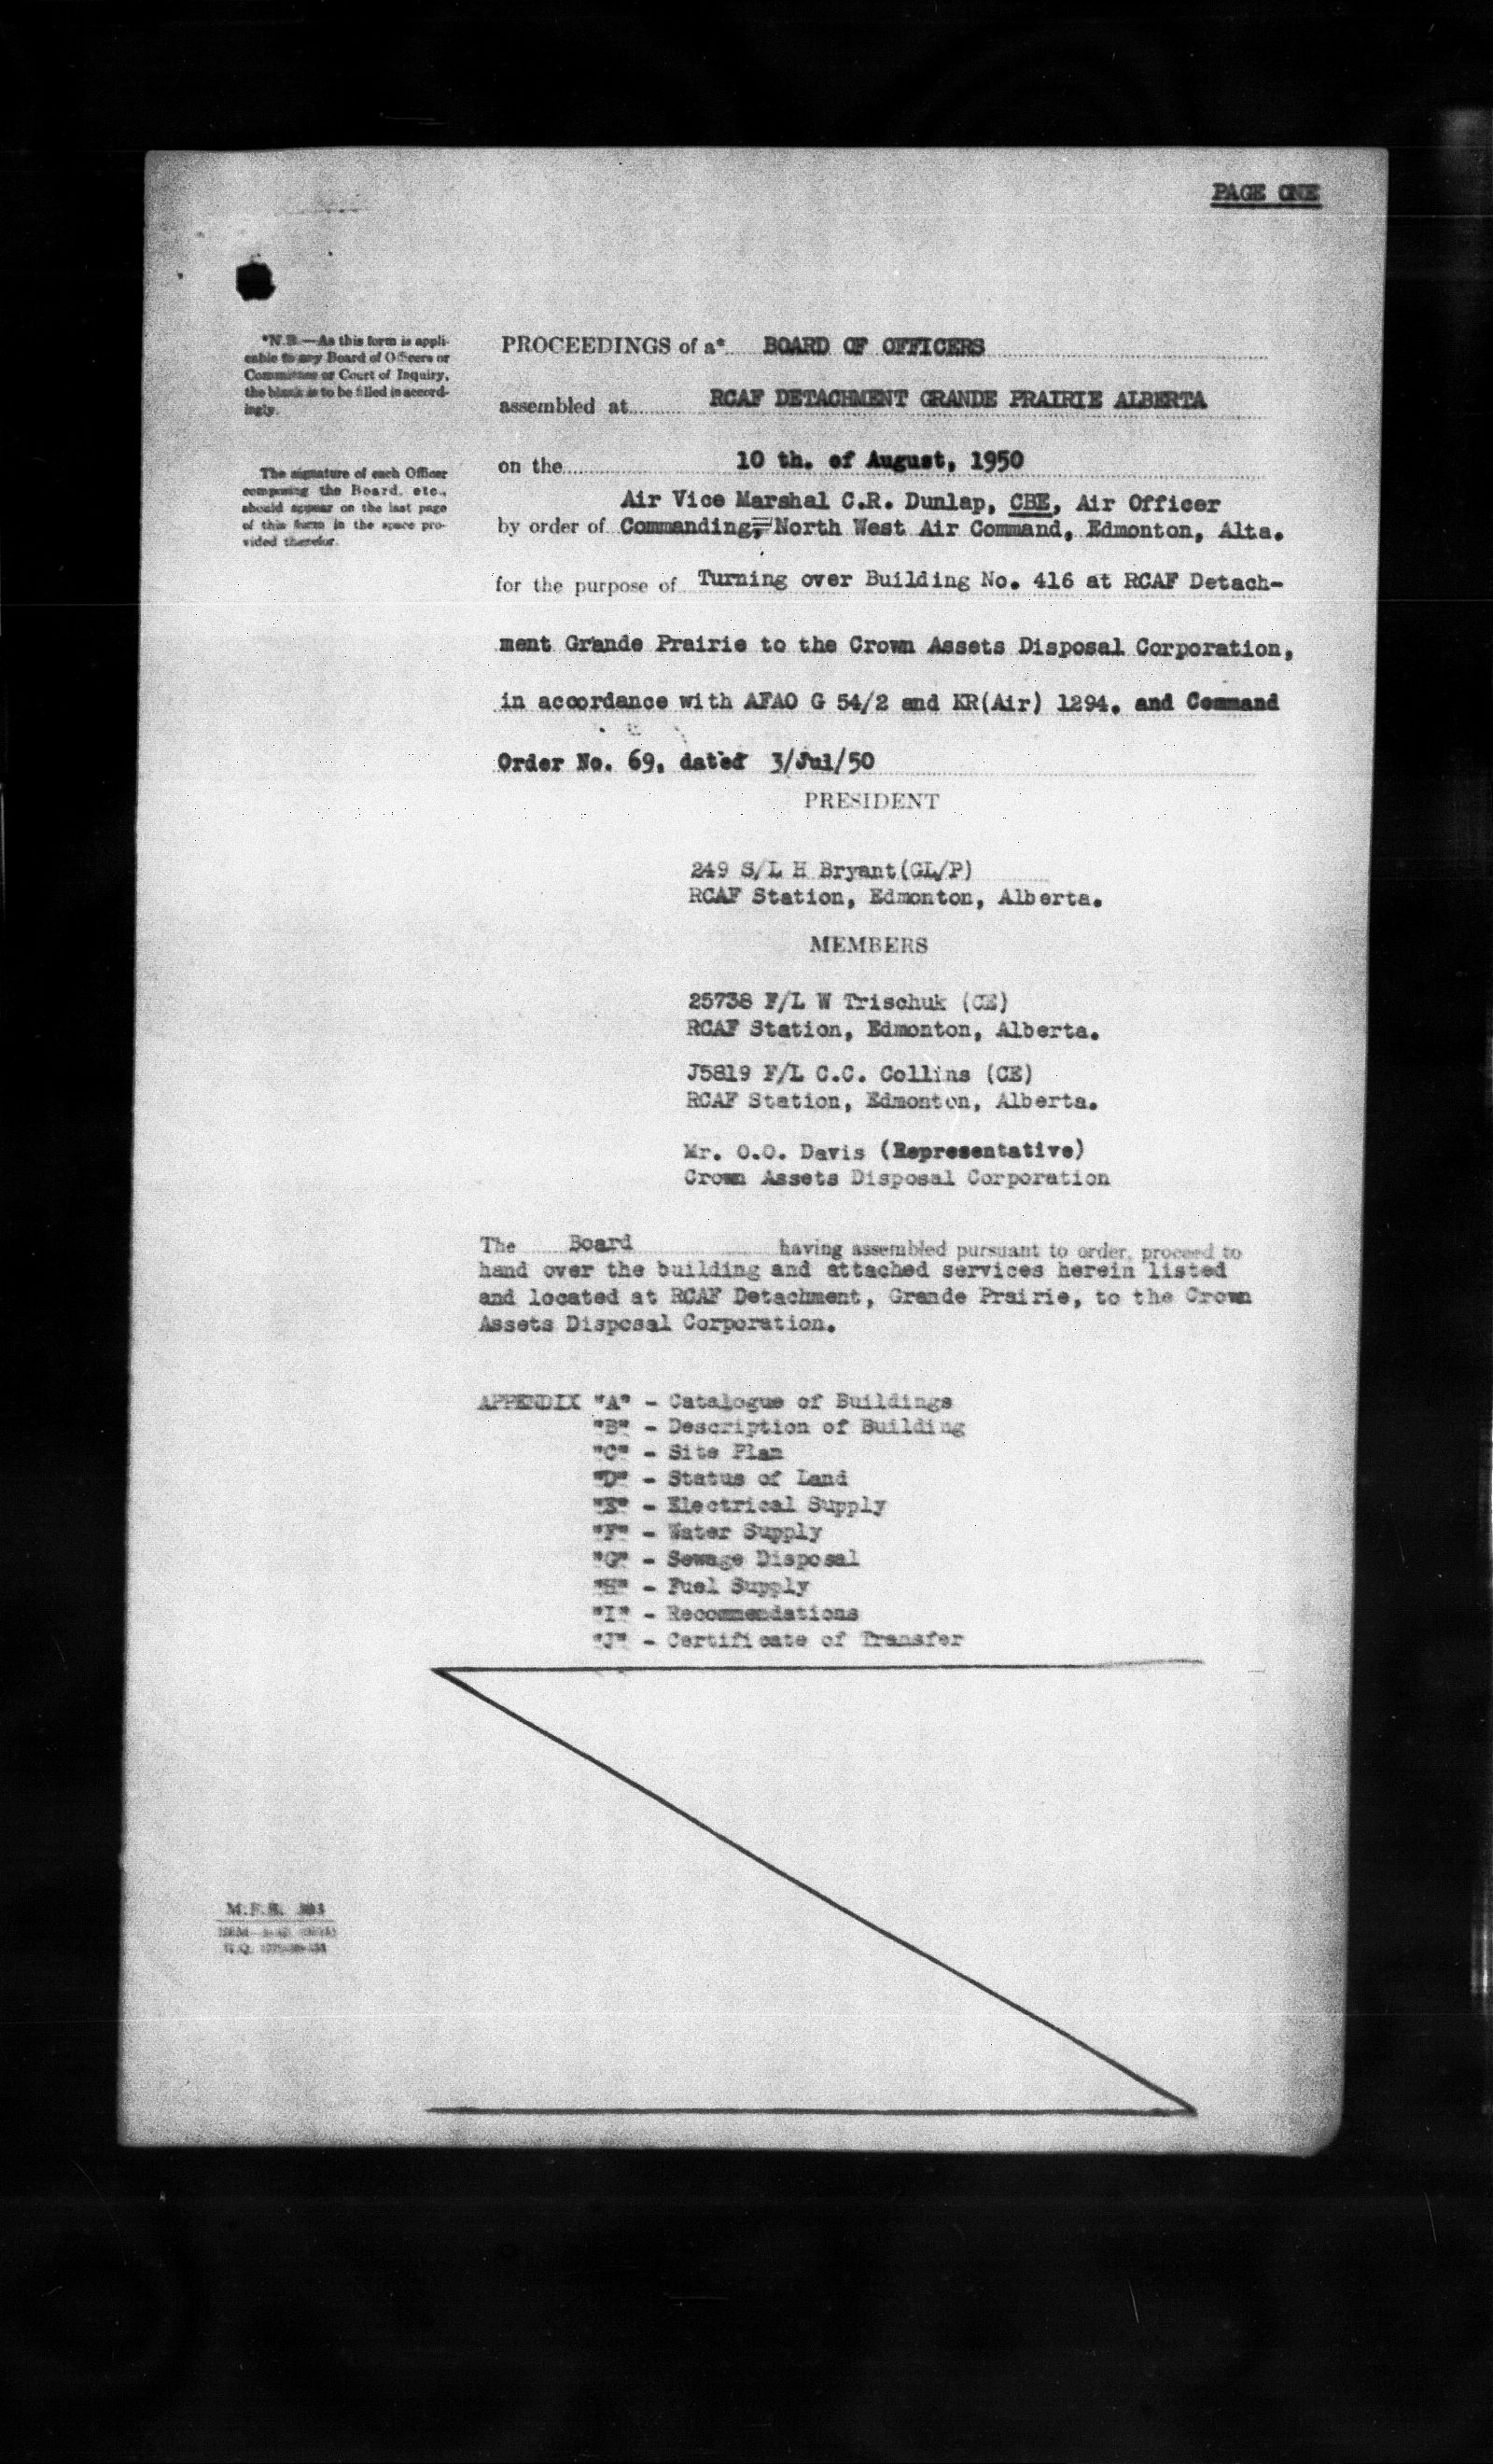 PAGE ONE
*N.B.—As this form is appli-
cable to any Board of Officers or
Committee or Court of Inquiry,
the blank is to be filled in accord-
ingly.
PROCEEDINGS of a* BOARD OF OFFICERS
assembled at RCAF DETACHMENT GRANDE PRAIRIE ALBERTA
The signature of each Officer
composing the Board, etc.,
should appear on the last page
of this form in the space pro-
vided therefor.
on the 10 th. of August, 1950
Air Vice Marshal C.R. Dunlap, CBE, Air Officer
by order of Commanding, North West Air Command, Edmonton, Alta.
for the purpose of Turning over Building No. 416 at RCAF Detach-
ment Grande Prairie to the Crown Assets Disposal Corporation,
in accordance with AFAO G 54/2 and KR(Air) 1294. and Command
Order No. 69, dated 3/Jul/50
PRESIDENT
249 S/L H Bryant(GL/P)
RCAF Station, Edmonton, Alberta.
MEMBERS
25738 F/L W Trischuk (CE)
RCAF Station, Edmonton, Alberta.
J5819 F/L C.C. Collins (CE)
RCAF Station, Edmonton, Alberta.
Mr. O.O. Davis (Representative)
Crown Assets Disposal Corporation
The Board having assembled pursuant to order, proceed to
hand over the building and attached services herein listed
and located at RCAF Detachment, Grande Prairie, to the Crown
Assets Disposal Corporation.
APPENDIX "A" - Catalogue of Buildings
"B" - Description of Building
"C" - Site Plan
"D" - Status of Land
"E" - Electrical Supply
"F" - Water Supply
"G" - Sewage Disposal
"H" - Fuel Supply
"I" - Recommendations
"J" - Certificate of Transfer
H.Q.